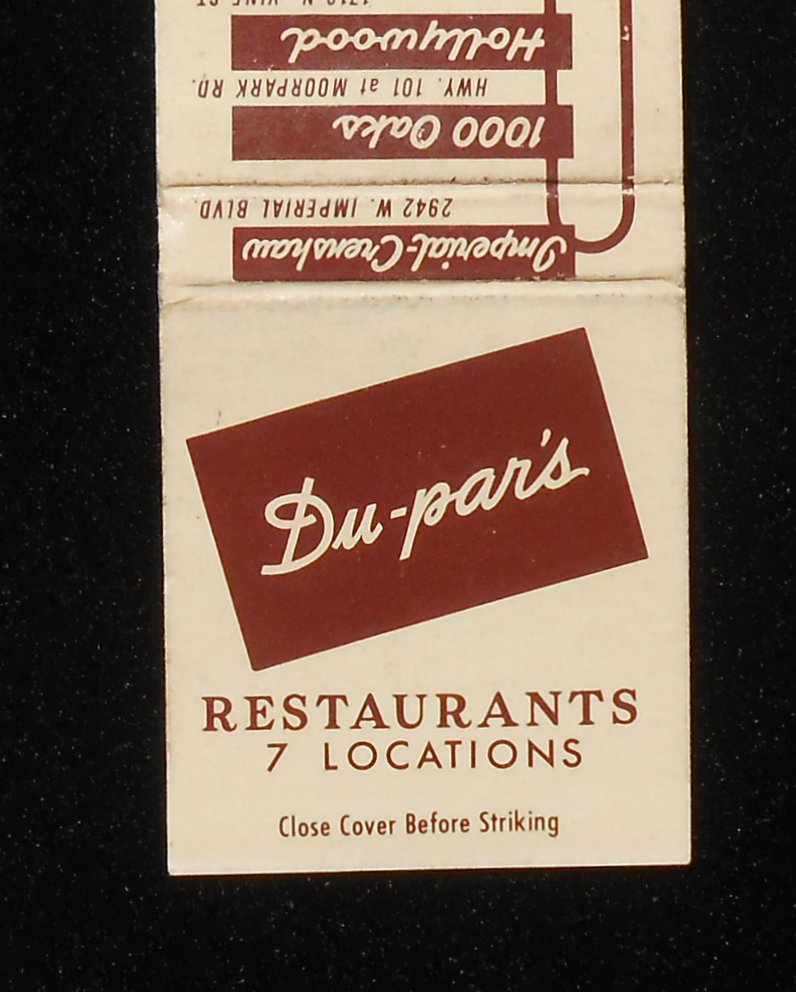 Hollywood
1000 Oaks
HWY. 101 at MOORPARK RD.
Imperial-Crenshaw
2942 W. IMPERIAL BLVD.
Du-par's
RESTAURANTS
7 LOCATIONS
Close Cover Before Striking